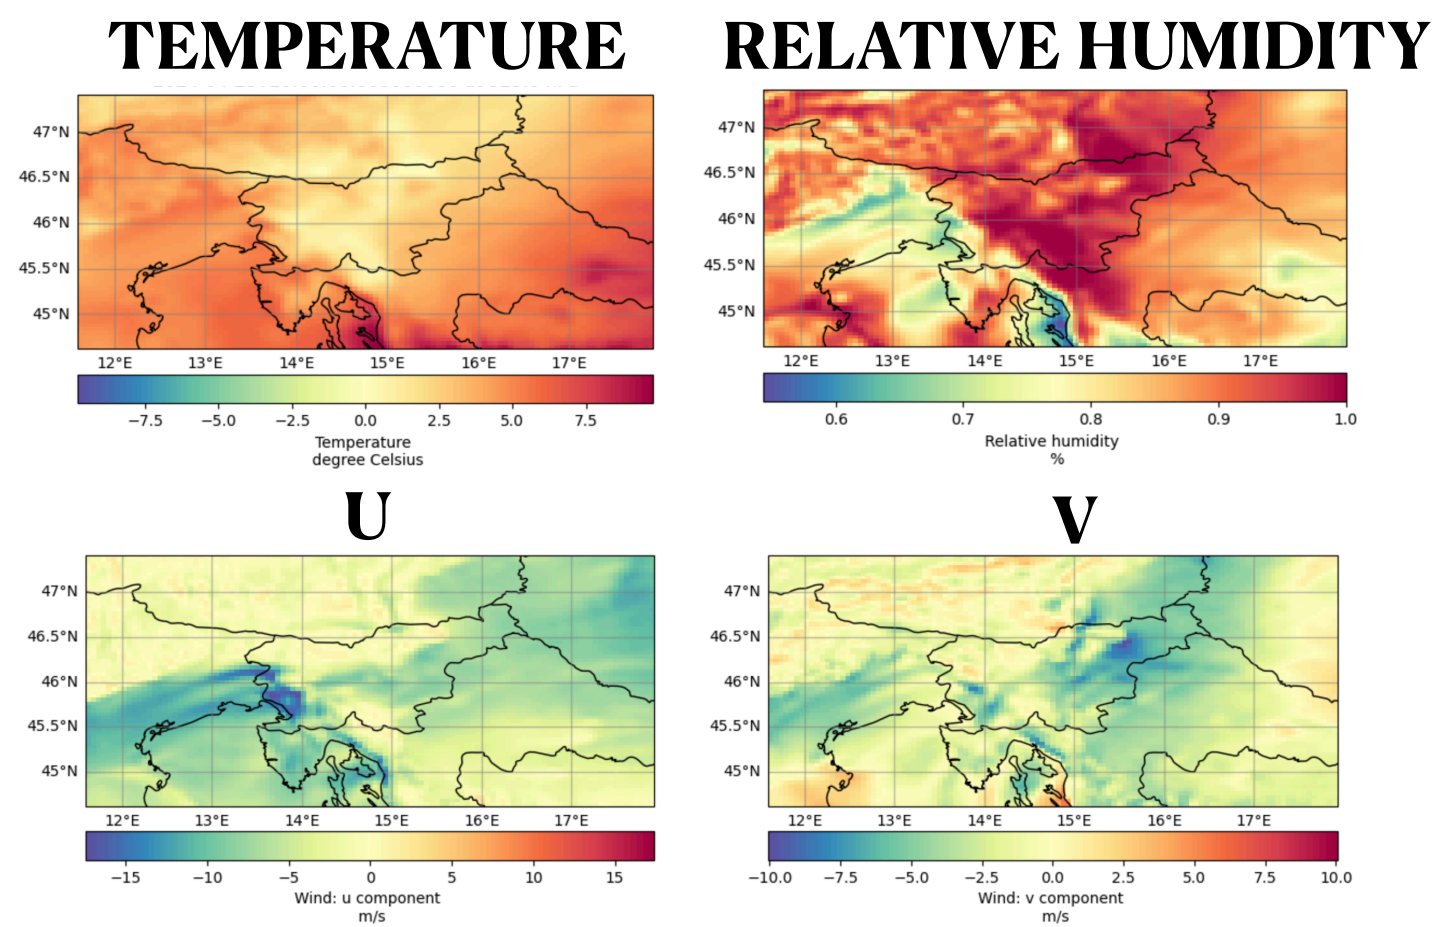 TEMPERATURE
RELATIVE HUMIDITY
47°N
46.5°N
46°N
45.5°N
45°N
12°E 13°E 14°E 15°E 16°E 17°E
−7.5 −5.0 −2.5 0.0 2.5 5.0 7.5
Temperature
degree Celsius
47°N
46.5°N
46°N
45.5°N
45°N
12°E 13°E 14°E 15°E 16°E 17°E
0.6 0.7 0.8 0.9 1.0
Relative humidity
%
U
V
47°N
46.5°N
46°N
45.5°N
45°N
12°E 13°E 14°E 15°E 16°E 17°E
−15 −10 −5 0 5 10 15
Wind: u component
m/s
47°N
46.5°N
46°N
45.5°N
45°N
12°E 13°E 14°E 15°E 16°E 17°E
−10.0 −7.5 −5.0 −2.5 0.0 2.5 5.0 7.5 10.0
Wind: v component
m/s